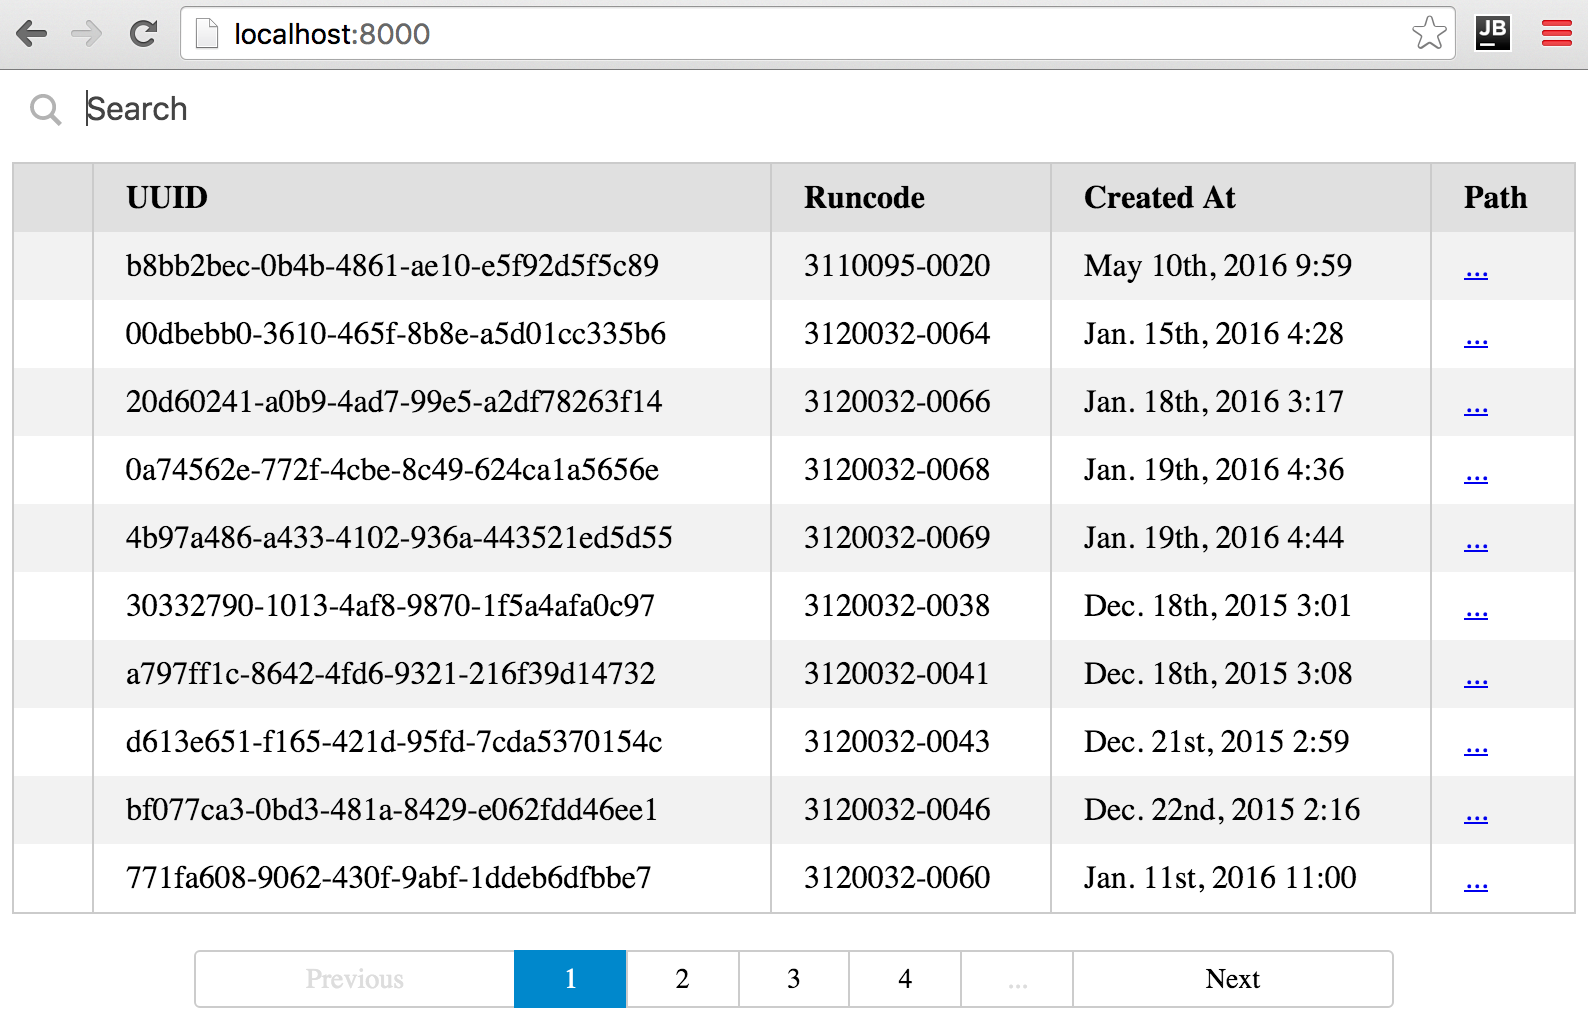 localhost:8000
JB
Search
UUID Runcode Created At Path
b8bb2bec-0b4b-4861-ae10-e5f92d5f5c89 3110095-0020 May 10th, 2016 9:59 ...
00dbebb0-3610-465f-8b8e-a5d01cc335b6 3120032-0064 Jan. 15th, 2016 4:28 ...
20d60241-a0b9-4ad7-99e5-a2df78263f14 3120032-0066 Jan. 18th, 2016 3:17 ...
0a74562e-772f-4cbe-8c49-624ca1a5656e 3120032-0068 Jan. 19th, 2016 4:36 ...
4b97a486-a433-4102-936a-443521ed5d55 3120032-0069 Jan. 19th, 2016 4:44 ...
30332790-1013-4af8-9870-1f5a4afa0c97 3120032-0038 Dec. 18th, 2015 3:01 ...
a797ff1c-8642-4fd6-9321-216f39d14732 3120032-0041 Dec. 18th, 2015 3:08 ...
d613e651-f165-421d-95fd-7cda5370154c 3120032-0043 Dec. 21st, 2015 2:59 ...
bf077ca3-0bd3-481a-8429-e062fdd46ee1 3120032-0046 Dec. 22nd, 2015 2:16 ...
771fa608-9062-430f-9abf-1ddeb6dfbbe7 3120032-0060 Jan. 11st, 2016 11:00 ...
Previous 1 2 3 4 ... Next